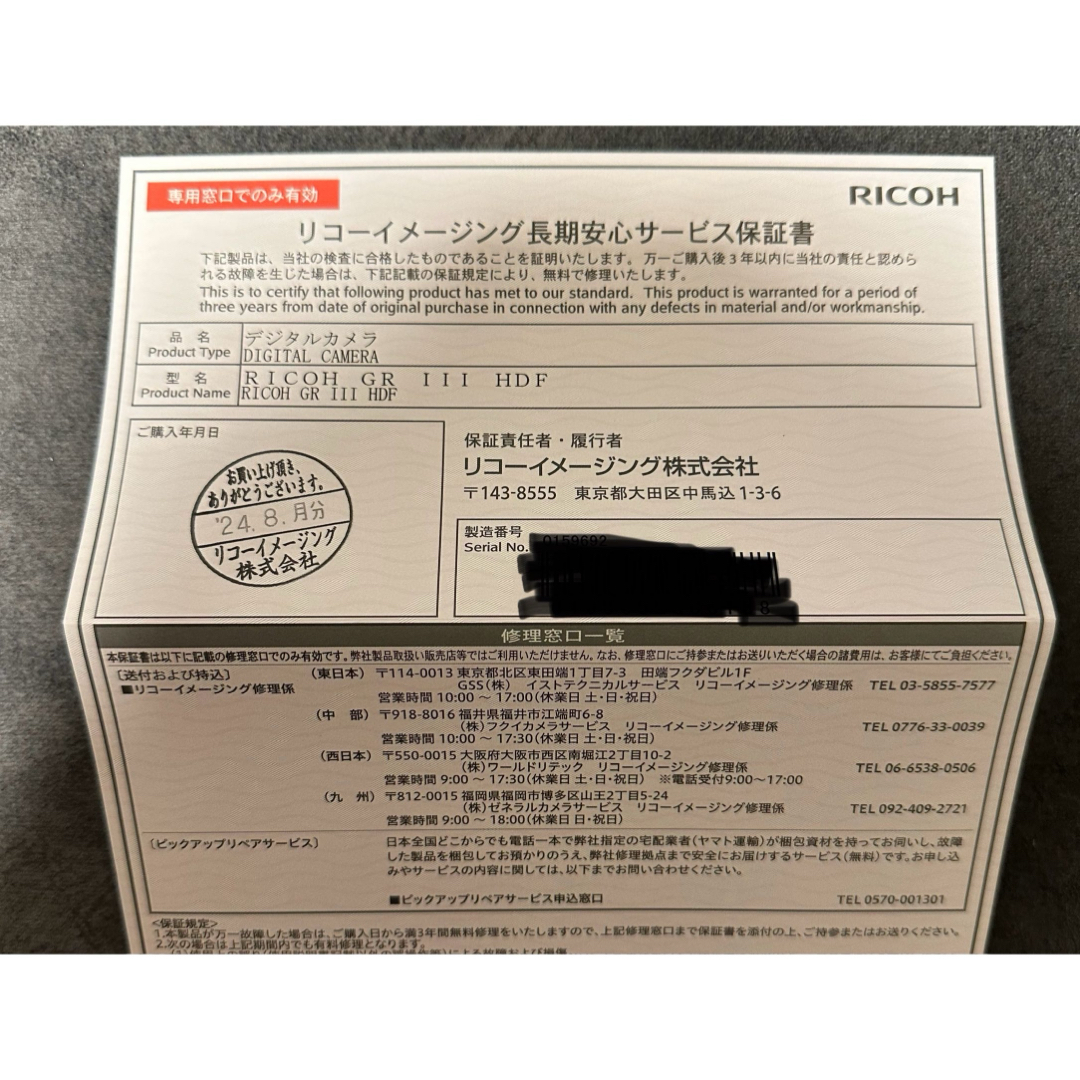 専用窓口でのみ有効
RICOH
リコーイメージング長期安心サービス保証書
下記製品は、当社の検査に合格したものであることを証明いたします。万一ご購入後3年以内に当社の責任と認めら
れる故障を生じた場合は、下記記載の保証規定により、無料で修理いたします。
This is to certify that following product has met to our standard. This product is warranted for a period of
three years from date of original purchase in connection with any defects in material and/or workmanship.
品 名 デジタルカメラ
Product Type DIGITAL CAMERA
型 名 RICOH GR III HDF
Product Name RICOH GR III HDF
ご購入年月日
お買い上げ頂き、
ありがとうございます。
'24.8.月分
リコーイメージング
株式会社
保証責任者・履行者
リコーイメージング株式会社
〒143-8555 東京都大田区中馬込1-3-6
製造番号
Serial No.
修理窓口一覧
本保証書は以下に記載の修理窓口でのみ有効です。弊社製品取扱い販売店等ではご利用いただけません。なお、修理窓口にご持参またはお送りいただく場合の諸費用は、お客様にてご負担ください。
〔送付および持込〕 (東日本) 〒114-0013 東京都北区東田端1丁目7-3 田端フクダビル1F
■リコーイメージング修理係 GSS(株) イストテクニカルサービス リコーイメージング修理係 TEL 03-5855-7577
営業時間 10:00 ～ 17:00(休業日 土・日・祝日)
(中 部) 〒918-8016 福井県福井市江端町6-8
(株)フクイカメラサービス リコーイメージング修理係 TEL 0776-33-0039
営業時間 10:00 ～ 17:30(休業日 土・日・祝日)
(西日本) 〒550-0015 大阪府大阪市西区南堀江2丁目10-2
(株)ワールドリテック リコーイメージング修理係 TEL 06-6538-0506
営業時間 9:00 ～ 17:30(休業日 土・日・祝日) ※電話受付9:00～17:00
(九 州) 〒812-0015 福岡県福岡市博多区山王2丁目5-24
(株)ゼネラルカメラサービス リコーイメージング修理係 TEL 092-409-2721
営業時間 9:00 ～ 18:00(休業日 日・祝日)
〔ピックアップリペアサービス〕 日本全国どこからでも電話一本で弊社指定の宅配業者(ヤマト運輸)が梱包資材を持ってお伺いし、故障
した製品を梱包してお預かりのうえ、弊社修理拠点まで安全にお届けするサービス(無料)です。お申し込
みやサービスの内容に関しては、以下までお問い合わせください。
■ピックアップリペアサービス申込窓口 TEL 0570-001301
<保証規定>
1.本製品が万一故障した場合は、ご購入日から満3年間無料修理をいたしますので、上記修理窓口まで保証書を添付の上、ご持参またはお送りください。
2.次の場合は上記期間内でも有料修理となります。